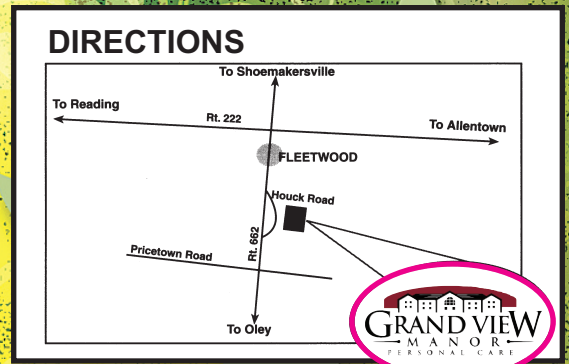 DIRECTIONS
To Shoemakersville
To Reading
Rt. 222
To Allentown
FLEETWOOD
Houck Road
Rt. 662
Pricetown Road
To Oley
GRAND VIEW
MANOR
PERSONAL CARE